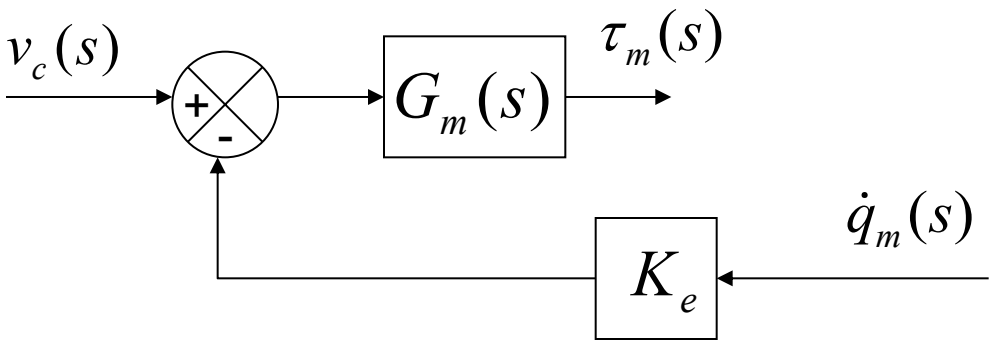 v_c(s)
τ_m(s)
+
G_m(s)
-
q̇_m(s)
K_e